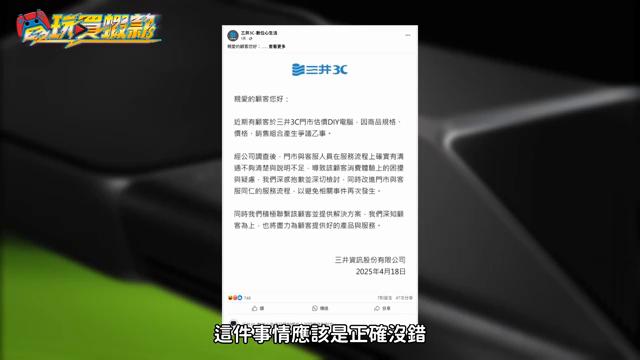 玩買蝦款
三井3C-數位心生活
1天
親愛的顧客您好：...... 查看更多
三井3C
親愛的顧客您好：
近期有顧客於三井3C門市估價DIY電腦，因商品規格、
價格，銷售組合產生爭議乙事。
經公司調查後，門市與客服人員在服務流程上確實有溝
通不夠清楚與說明不足，導致該顧客消費體驗上的困擾
與疑慮，我們深感抱歉並深切檢討，同時改進門市與客
服同仁的服務流程，以避免相關事件再次發生。
同時我們積極聯繫該顧客並提供解決方案，我們深知顧
客為上，也將盡力為顧客提供好的產品與服務。
三井資訊股份有限公司
2025年4月18日
讚
傳送
分享
這件事情應該是正確沒錯